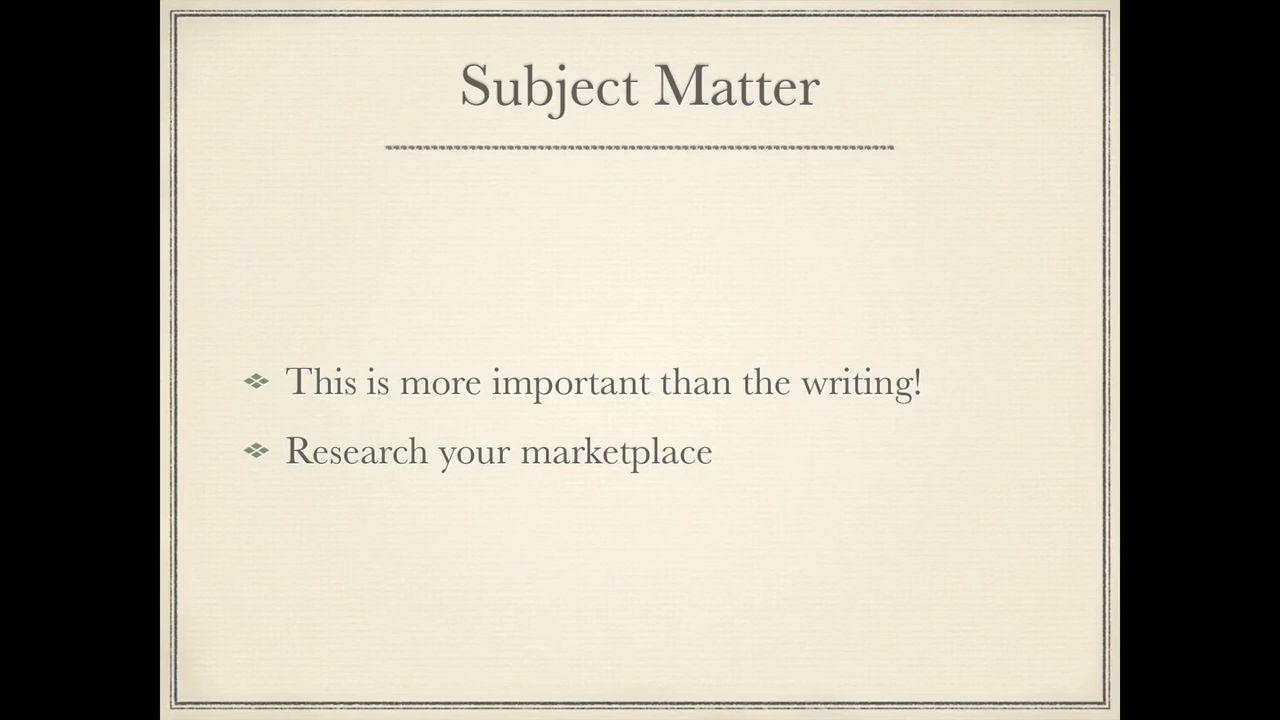 Subject Matter
This is more important than the writing!
Research your marketplace